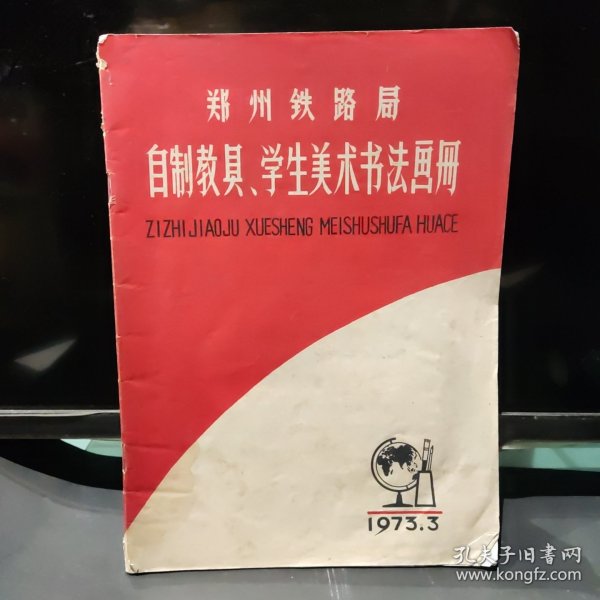 郑州铁路局
自制教具、学生美术书法画册
ZIZHI JIAOJU XUESHENG MEISHUSHUFA HUACE
1973.3
孔夫子旧书网
www.kongfz.com